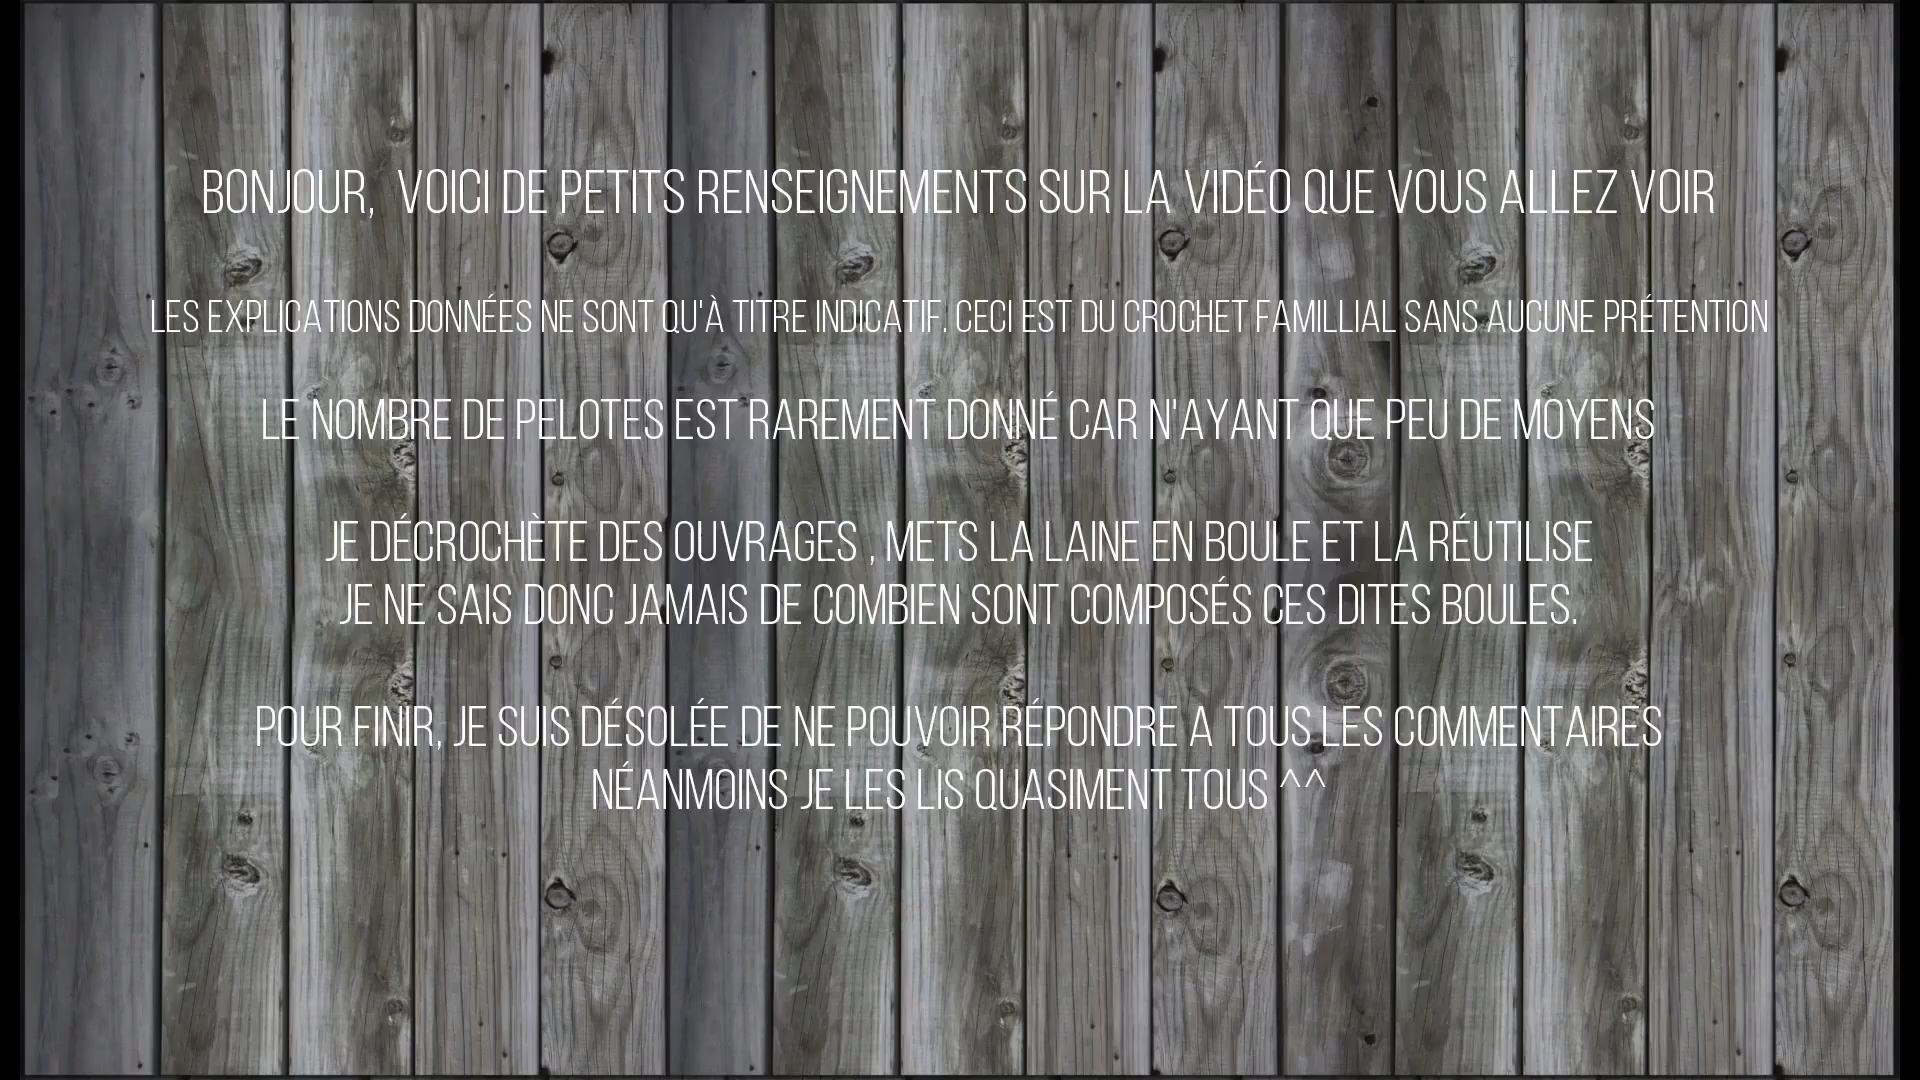 BONJOUR, VOICI DE PETITS RENSEIGNEMENTS SUR LA VIDÉO QUE VOUS ALLEZ VOIR
LES EXPLICATIONS DONNÉES NE SONT QU'À TITRE INDICATIF. CECI EST DU CROCHET FAMILLIAL SANS AUCUNE PRÉTENTION
LE NOMBRE DE PELOTES EST RAREMENT DONNÉ CAR N'AYANT QUE PEU DE MOYENS
JE DÉCROCHÈTE DES OUVRAGES , METS LA LAINE EN BOULE ET LA RÉUTILISE
JE NE SAIS DONC JAMAIS DE COMBIEN SONT COMPOSÉS CES DITES BOULES.
POUR FINIR, JE SUIS DÉSOLÉE DE NE POUVOIR RÉPONDRE A TOUS LES COMMENTAIRES
NÉANMOINS JE LES LIS QUASIMENT TOUS ^^